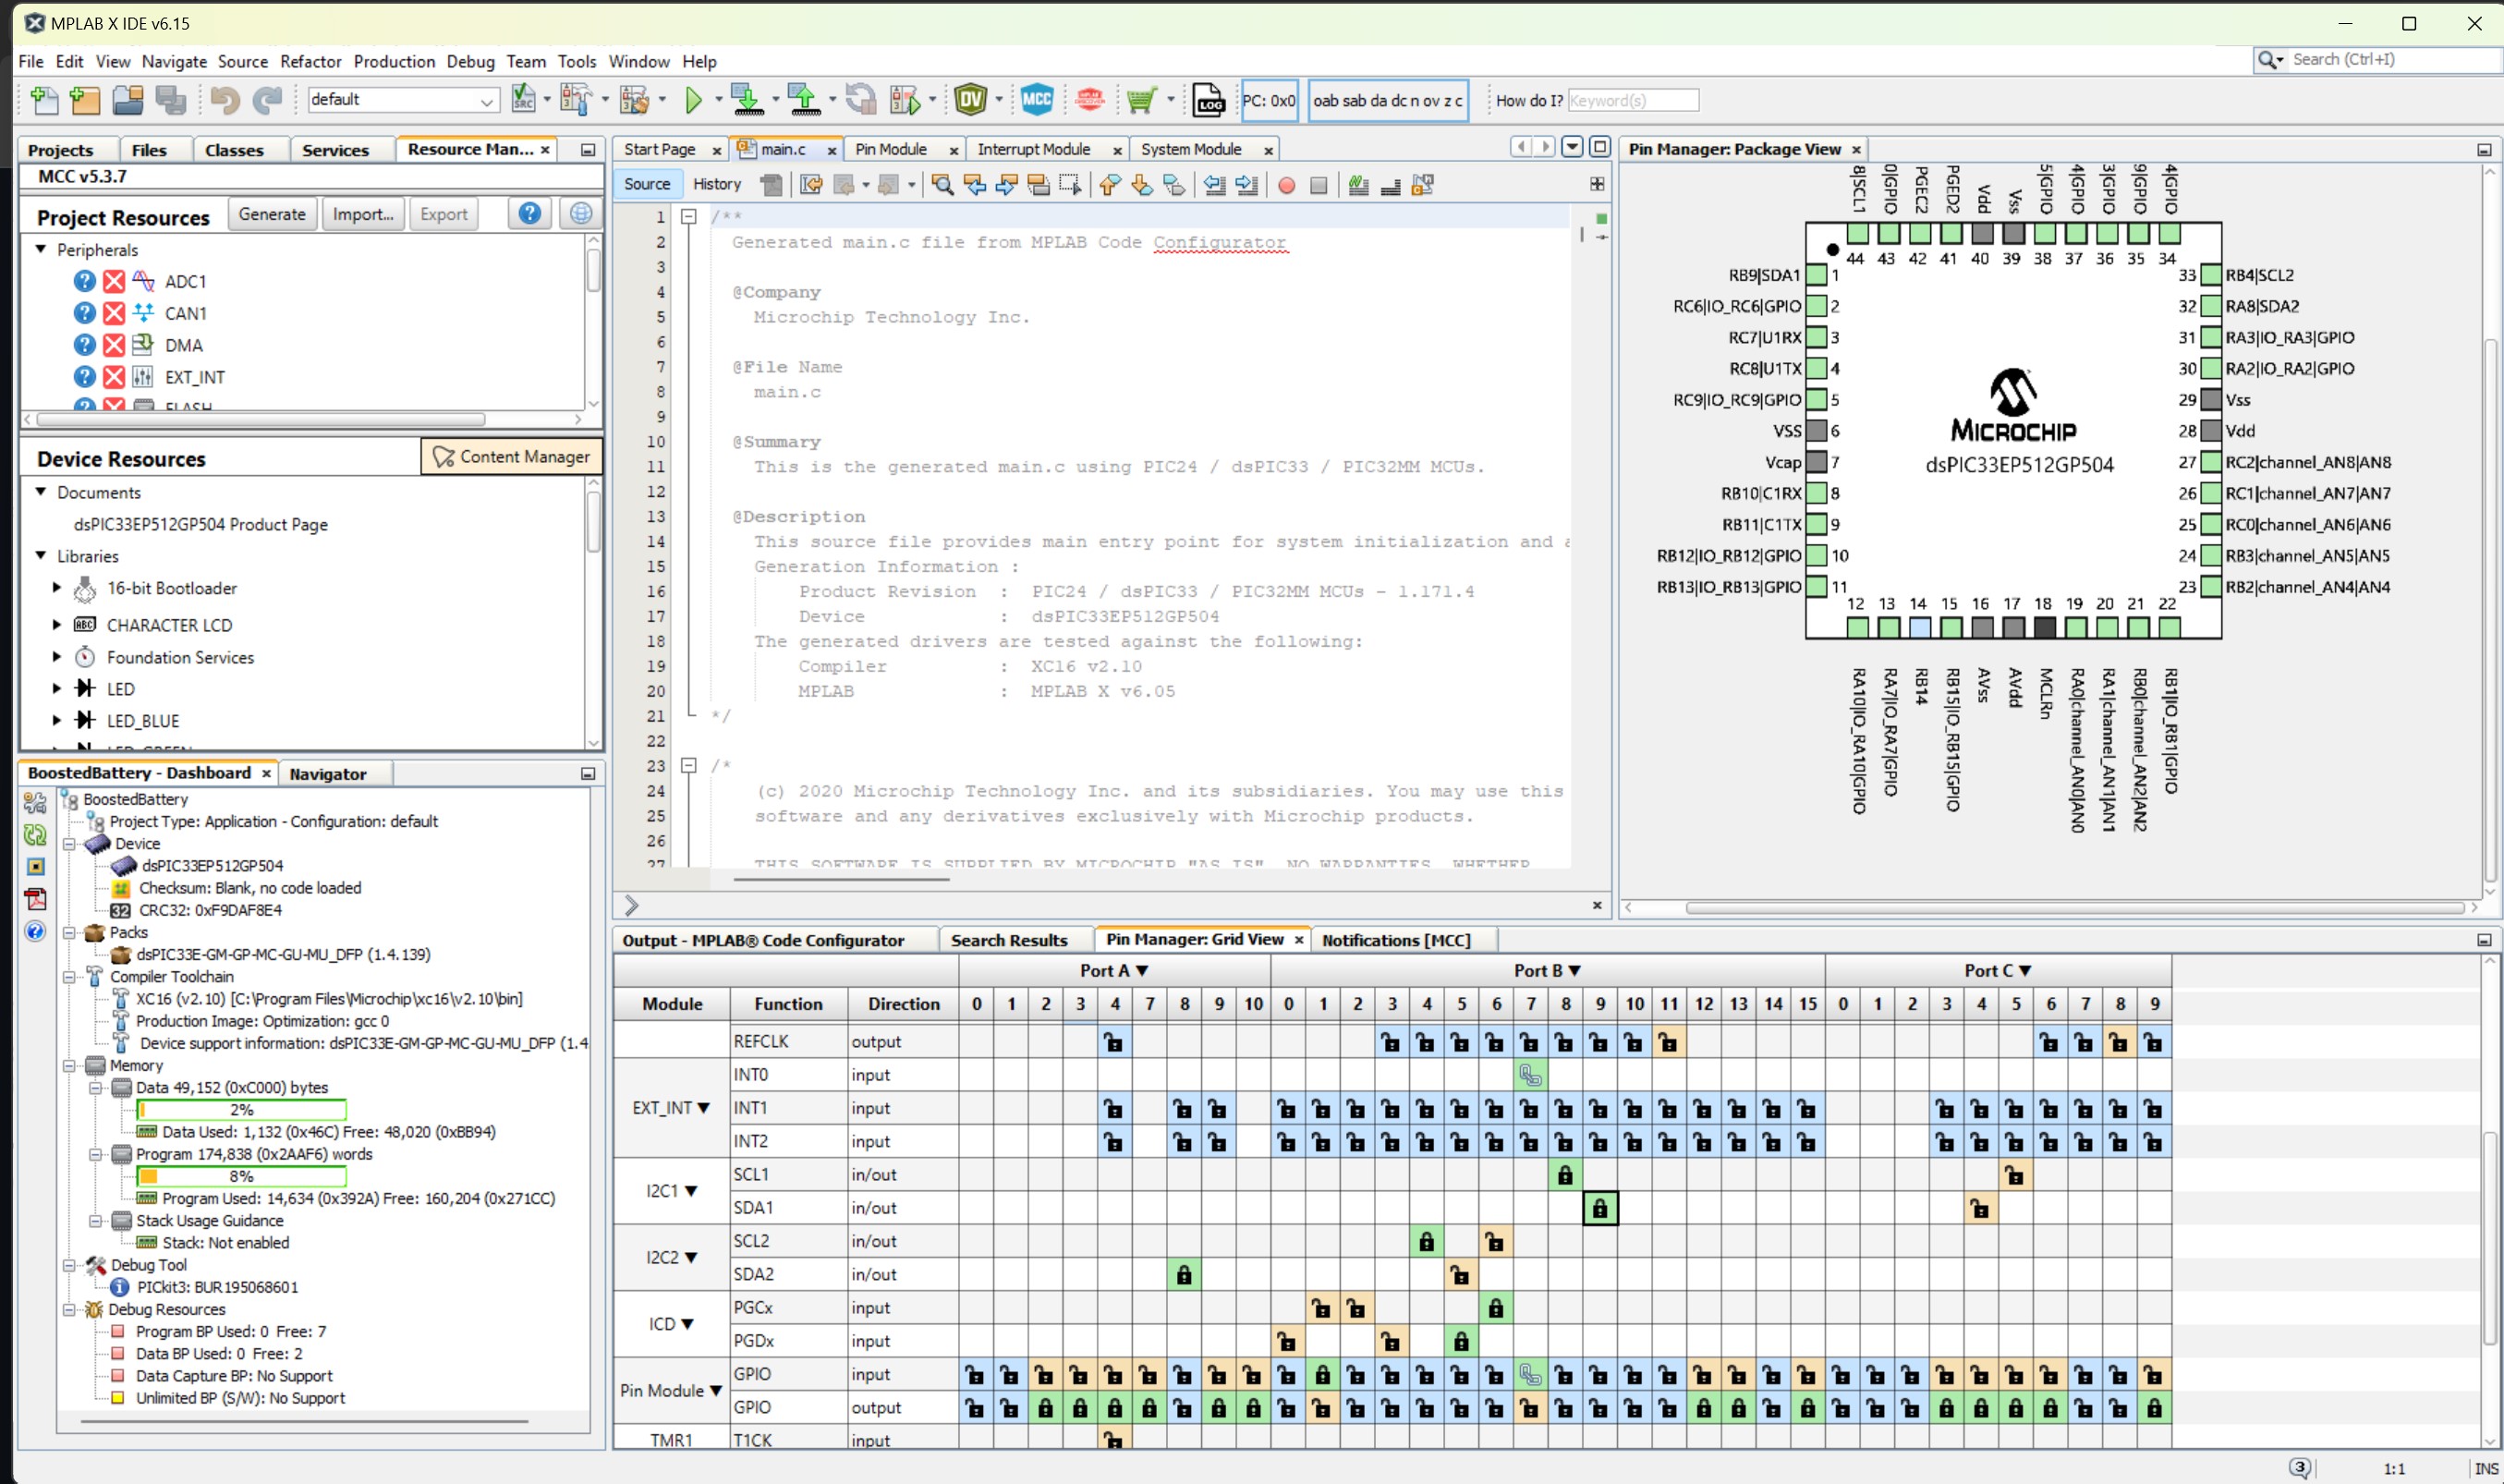 MPLAB X IDE v6.15
File Edit View Navigate Source Refactor Production Debug Team Tools Window Help
Search (Ctrl+I)
default
SRC
DV
MCC
LOG
PC: 0x0
oab sab da dc n ov z c
How do I? Keyword(s)
Projects Files Classes Services Resource Man...
MCC v5.3.7
Project Resources Generate Import... Export
Peripherals
ADC1
CAN1
DMA
EXT_INT
FLASH
Device Resources Content Manager
Documents
dsPIC33EP512GP504 Product Page
Libraries
16-bit Bootloader
CHARACTER LCD
Foundation Services
LED
LED_BLUE
LED_GREEN
BoostedBattery - Dashboard Navigator
BoostedBattery
Project Type: Application - Configuration: default
Device
dsPIC33EP512GP504
Checksum: Blank, no code loaded
CRC32: 0xF9DAF8E4
Packs
dsPIC33E-GM-GP-MC-GU-MU_DFP (1.4.139)
Compiler Toolchain
XC16 (v2.10) [C:\Program Files\Microchip\xc16\v2.10\bin]
Production Image: Optimization: gcc 0
Device support information: dsPIC33E-GM-GP-MC-GU-MU_DFP (1.4
Memory
Data 49,152 (0xC000) bytes
2%
Data Used: 1,132 (0x46C) Free: 48,020 (0xBB94)
Program 174,838 (0x2AAF6) words
8%
Program Used: 14,634 (0x392A) Free: 160,204 (0x271CC)
Stack Usage Guidance
Stack: Not enabled
Debug Tool
PICkit3: BUR195068601
Debug Resources
Program BP Used: 0 Free: 7
Data BP Used: 0 Free: 2
Data Capture BP: No Support
Unlimited BP (S/W): No Support
Start Page main.c Pin Module Interrupt Module System Module
Source History
1 /**
2 Generated main.c file from MPLAB Code Configurator
3
4 @Company
5 Microchip Technology Inc.
6
7 @File Name
8 main.c
9
10 @Summary
11 This is the generated main.c using PIC24 / dsPIC33 / PIC32MM MCUs.
12
13 @Description
14 This source file provides main entry point for system initialization and a
15 Generation Information :
16 Product Revision : PIC24 / dsPIC33 / PIC32MM MCUs - 1.171.4
17 Device : dsPIC33EP512GP504
18 The generated drivers are tested against the following:
19 Compiler : XC16 v2.10
20 MPLAB : MPLAB X v6.05
21 */
22
23 /*
24 (c) 2020 Microchip Technology Inc. and its subsidiaries. You may use this
25 software and any derivatives exclusively with Microchip products.
26
27 THIS SOFTWARE IS SUPPLIED BY MICROCHIP "AS IS". NO WARRANTIES, WHETHER
Pin Manager: Package View
8|SCL1 0|GPIO PGEC2 PGED2 Vdd Vss 5|GPIO 4|GPIO 3|GPIO 9|GPIO 4|GPIO
44 43 42 41 40 39 38 37 36 35 34
RB9|SDA1 1
RC6|IO_RC6|GPIO 2
RC7|U1RX 3
RC8|U1TX 4
RC9|IO_RC9|GPIO 5
VSS 6
Vcap 7
RB10|C1RX 8
RB11|C1TX 9
RB12|IO_RB12|GPIO 10
RB13|IO_RB13|GPIO 11
MICROCHIP
dsPIC33EP512GP504
33 RB4|SCL2
32 RA8|SDA2
31 RA3|IO_RA3|GPIO
30 RA2|IO_RA2|GPIO
29 Vss
28 Vdd
27 RC2|channel_AN8|AN8
26 RC1|channel_AN7|AN7
25 RC0|channel_AN6|AN6
24 RB3|channel_AN5|AN5
23 RB2|channel_AN4|AN4
12 13 14 15 16 17 18 19 20 21 22
RA10|IO_RA10|GPIO RA7|IO_RA7|GPIO RB14 RB15|IO_RB15|GPIO AVss AVdd MCLRn RA0|channel_AN0|AN0 RA1|channel_AN1|AN1 RB0|channel_AN2|AN2 RB1|IO_RB1|GPIO
Output - MPLAB® Code Configurator Search Results Pin Manager: Grid View Notifications [MCC]
Port A ▼ Port B ▼ Port C ▼
Module Function Direction 0 1 2 3 4 7 8 9 10 0 1 2 3 4 5 6 7 8 9 10 11 12 13 14 15 0 1 2 3 4 5 6 7 8 9
REFCLK output
INT0 input
EXT_INT ▼ INT1 input
INT2 input
SCL1 in/out
I2C1 ▼
SDA1 in/out
SCL2 in/out
I2C2 ▼
SDA2 in/out
PGCx input
ICD ▼
PGDx input
GPIO input
Pin Module ▼
GPIO output
TMR1 T1CK input
3 1:1 INS